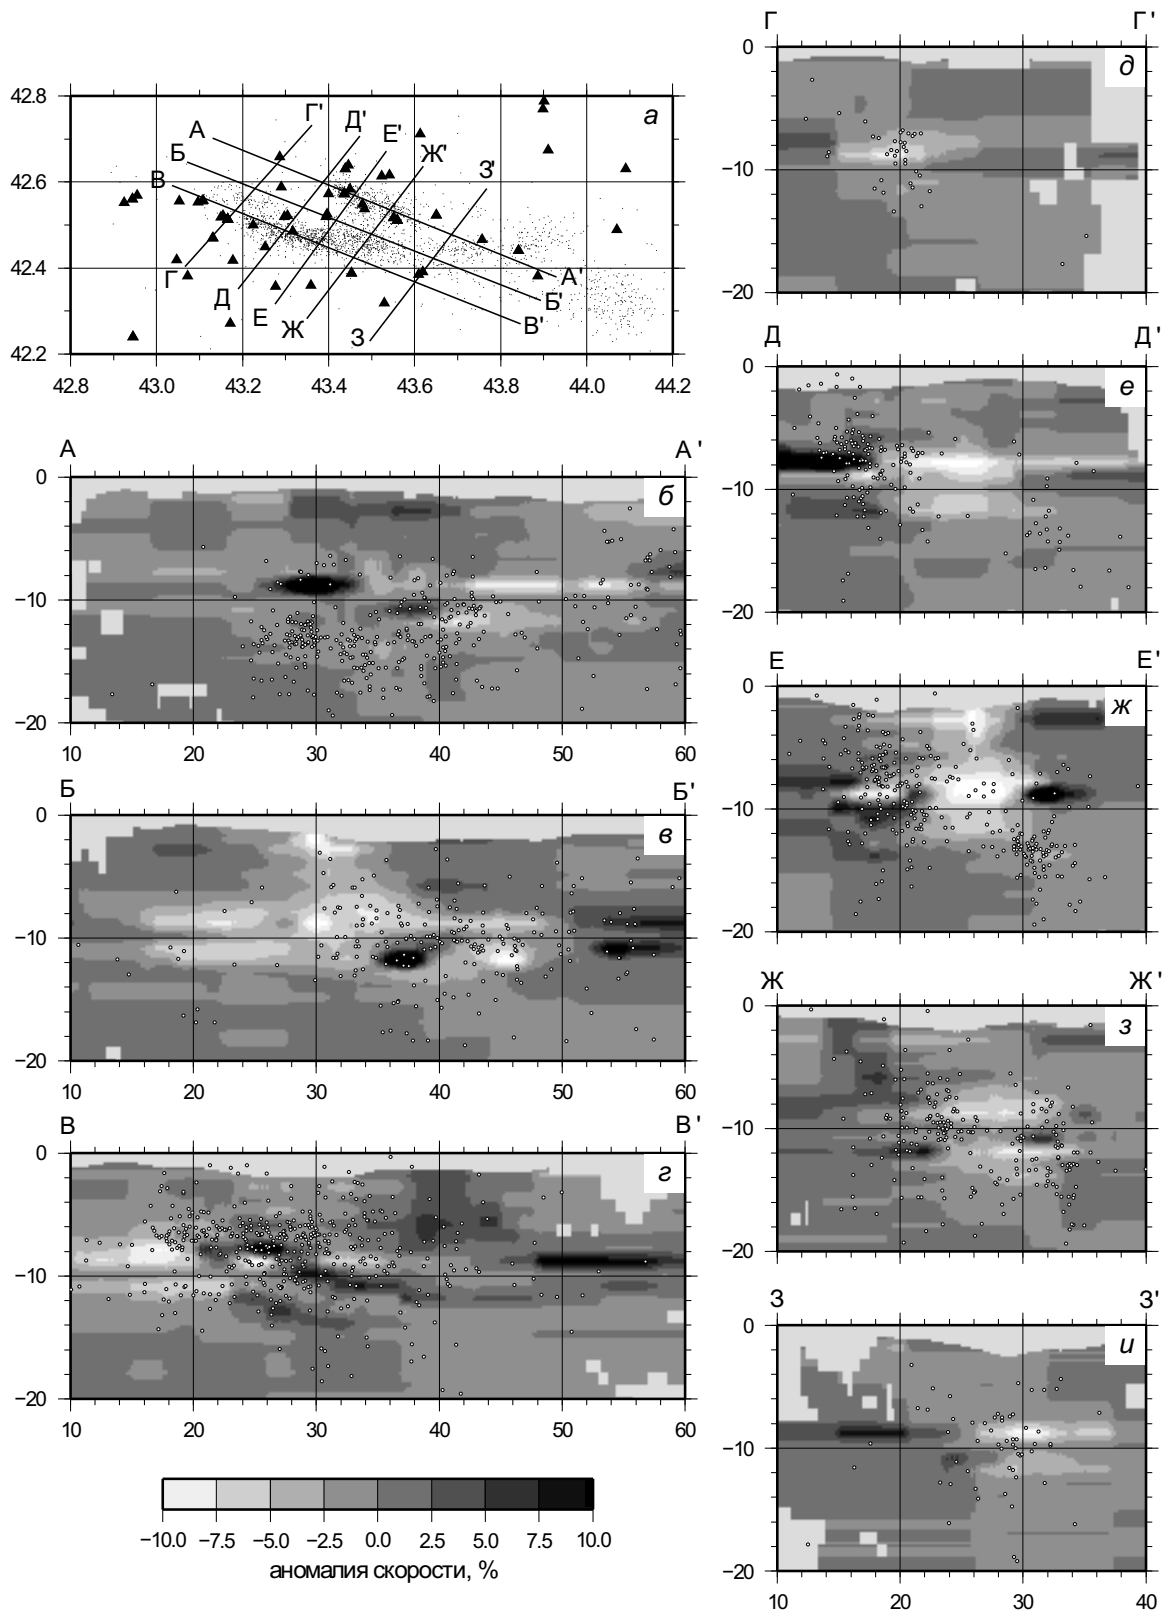 42.8
42.6
42.4
42.2
42.8 43.0 43.2 43.4 43.6 43.8 44.0 44.2
а
А
Б
В
Г'
Д'
Е'
Ж'
З'
Г
Д
Е
Ж
З
А'
Б'
В'
А А'
б
0
−10
−20
10 20 30 40 50 60
Б Б'
в
0
−10
−20
10 20 30 40 50 60
В В'
г
0
−10
−20
10 20 30 40 50 60
−10.0 −7.5 −5.0 −2.5 0.0 2.5 5.0 7.5 10.0
аномалия скорости, %
Г Г'
д
0
−10
−20
Д Д'
е
0
−10
−20
Е Е'
ж
0
−10
−20
Ж Ж'
з
0
−10
−20
З З'
и
0
−10
−20
10 20 30 40